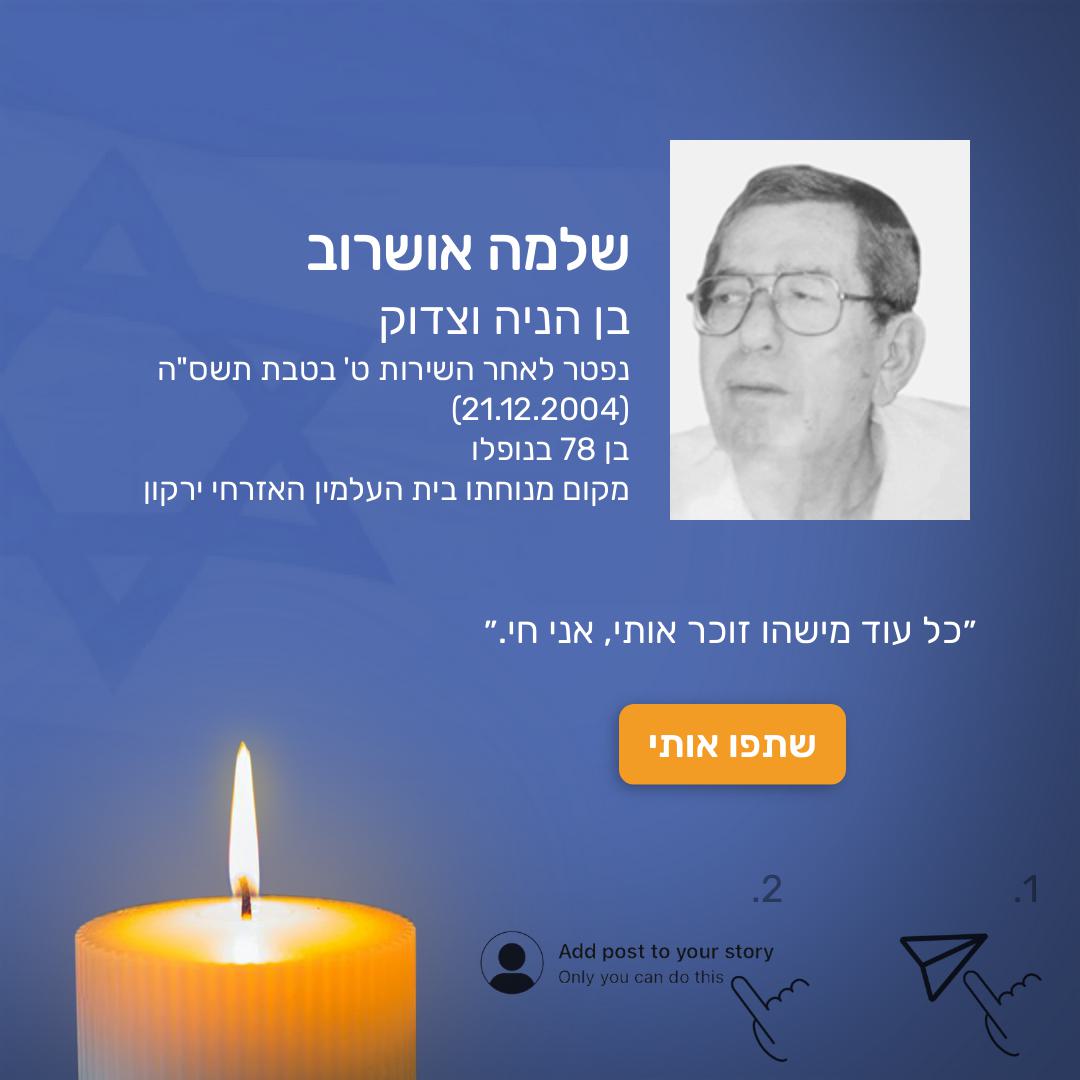 שלמה אושרוב
בן הניה וצדוק
נפטר לאחר השירות ט' בטבת תשס"ה
(21.12.2004)
בן 78 בנופלו
מקום מנוחתו בית העלמין האזרחי ירקון
״כל עוד מישהו זוכר אותי, אני חי.״
שתפו אותי
1.
2.
Add post to your story
Only you can do this